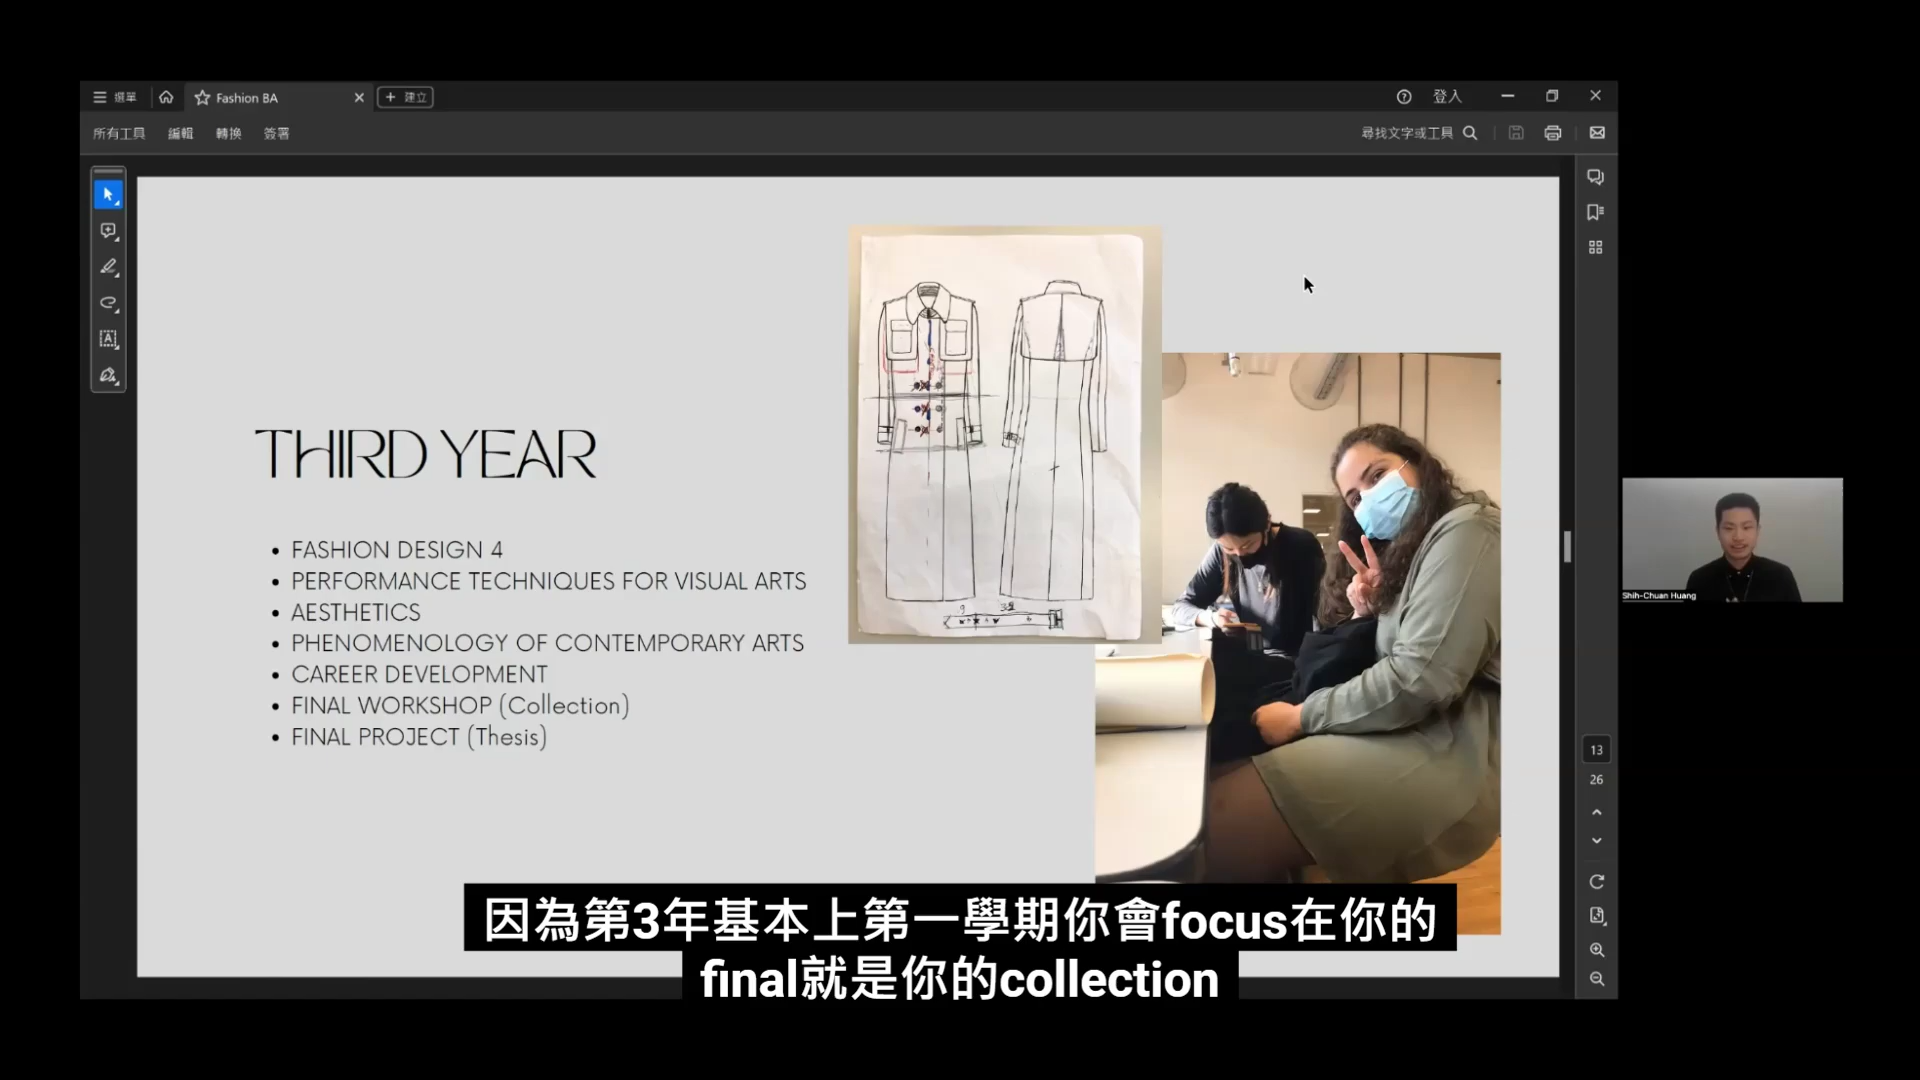 選單
Fashion BA
建立
登入
所有工具 編輯 轉換 簽署
尋找文字或工具
THIRD YEAR
• FASHION DESIGN 4
• PERFORMANCE TECHNIQUES FOR VISUAL ARTS
• AESTHETICS
• PHENOMENOLOGY OF CONTEMPORARY ARTS
• CAREER DEVELOPMENT
• FINAL WORKSHOP (Collection)
• FINAL PROJECT (Thesis)
9
Shih-Chuan Huang
13
26
因為第3年基本上第一學期你會focus在你的
final就是你的collection